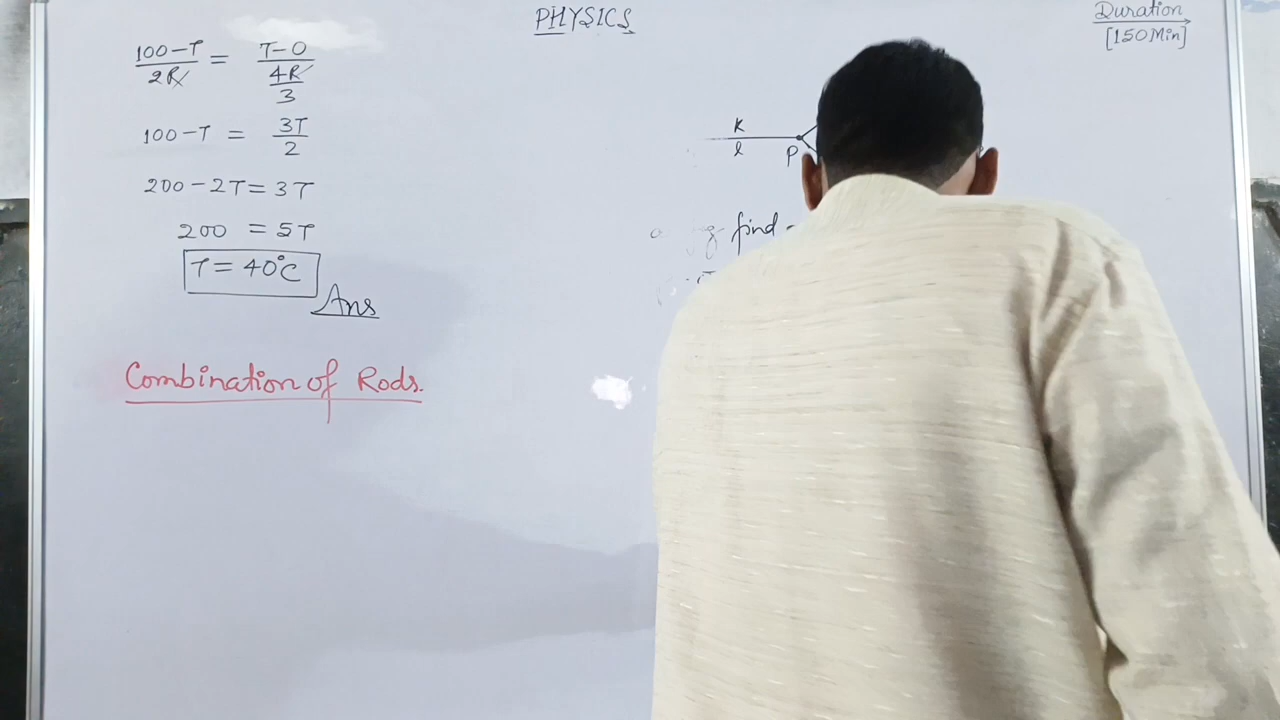 PHYSICS
Duration
[150 Min]
100-T/2R = T-0/(4R/3)
100-T = 3T/2
200-2T = 3T
200 = 5T
T = 40°C
Ans
Combination of Rods.
K
l
P
find